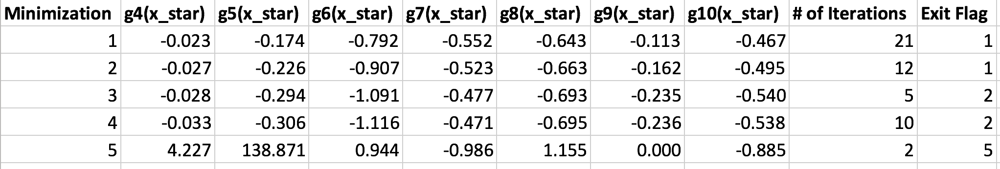 Minimization g4(x_star) g5(x_star) g6(x_star) g7(x_star) g8(x_star) g9(x_star) g10(x_star) # of Iterations Exit Flag
1 -0.023 -0.174 -0.792 -0.552 -0.643 -0.113 -0.467 21 1
2 -0.027 -0.226 -0.907 -0.523 -0.663 -0.162 -0.495 12 1
3 -0.028 -0.294 -1.091 -0.477 -0.693 -0.235 -0.540 5 2
4 -0.033 -0.306 -1.116 -0.471 -0.695 -0.236 -0.538 10 2
5 4.227 138.871 0.944 -0.986 1.155 0.000 -0.885 2 5